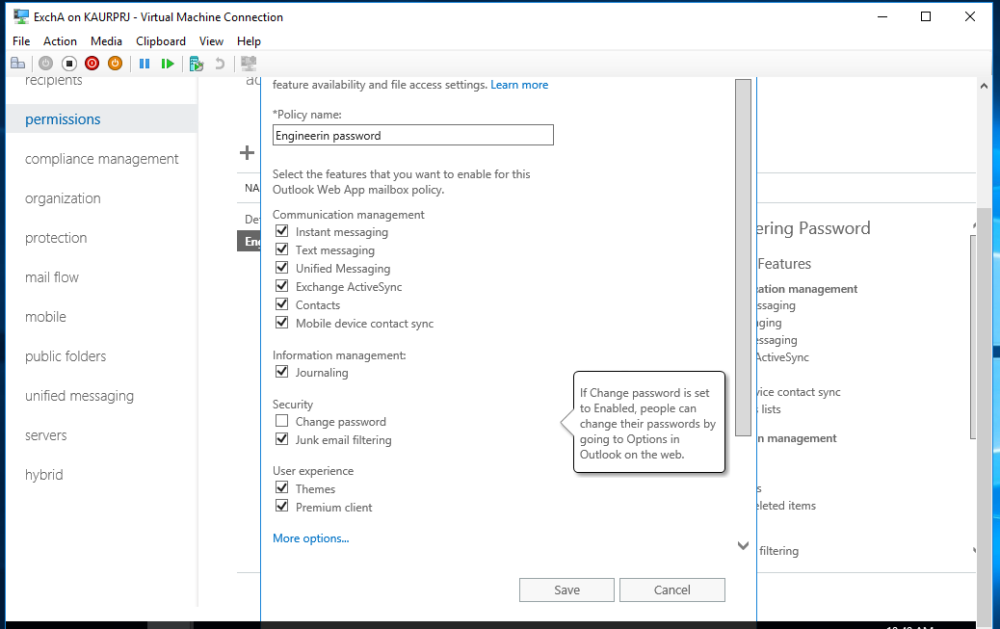 ExchA on KAURPRJ - Virtual Machine Connection
File Action Media Clipboard View Help
recipients
permissions
compliance management
organization
protection
mail flow
mobile
public folders
unified messaging
servers
hybrid
feature availability and file access settings. Learn more
*Policy name:
Engineerin password
Select the features that you want to enable for this
Outlook Web App mailbox policy.
Communication management
Instant messaging
Text messaging
Unified Messaging
Exchange ActiveSync
Contacts
Mobile device contact sync
Information management:
Journaling
Security
Change password
Junk email filtering
User experience
Themes
Premium client
More options...
If Change password is set
to Enabled, people can
change their passwords by
going to Options in
Outlook on the web.
Save
Cancel
NA
De
Eng
ering Password
Features
cation management
ssaging
ging
essaging
ActiveSync
vice contact sync
lists
n management
s
eleted items
filtering